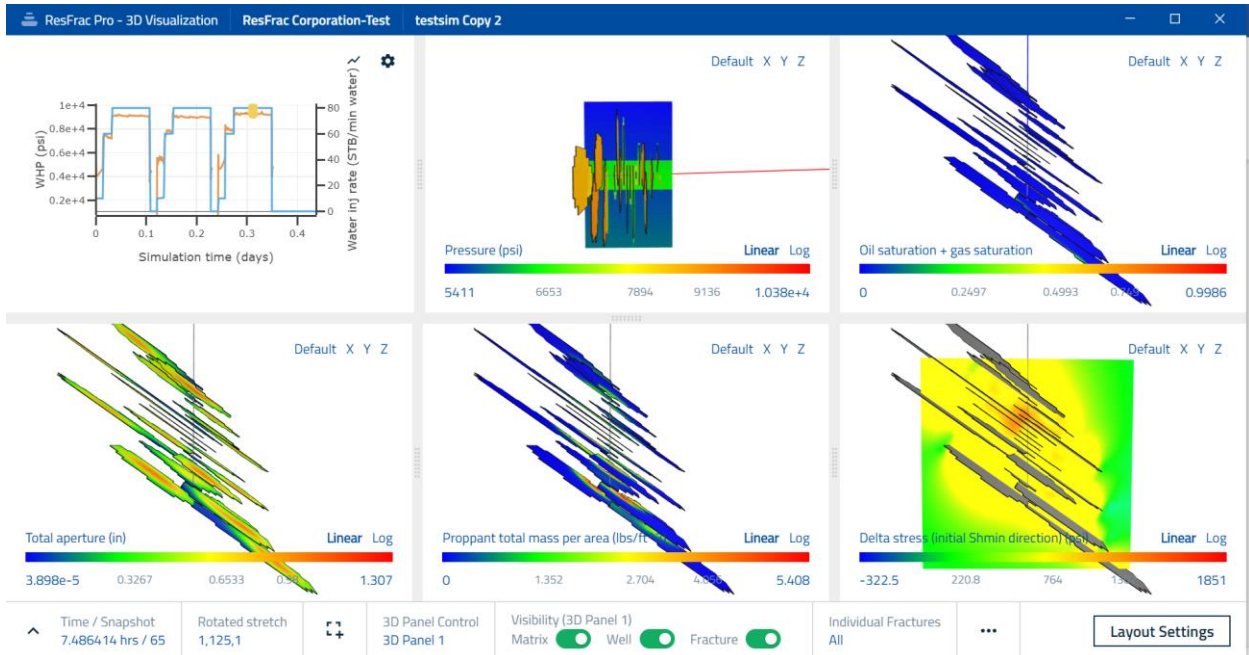 ResFrac Pro - 3D Visualization ResFrac Corporation-Test testsim Copy 2
1e+4
0.8e+4
0.6e+4
0.4e+4
0.2e+4
WHP (psi)
80
60
40
20
0
Water inj rate (STB/min water)
0 0.1 0.2 0.3 0.4
Simulation time (days)
Default X Y Z
Pressure (psi) Linear Log
5411 6653 7894 9136 1.038e+4
Default X Y Z
Oil saturation + gas saturation Linear Log
0 0.2497 0.4993 0.749 0.9986
Default X Y Z
Total aperture (in) Linear Log
3.898e-5 0.3267 0.6533 0.98 1.307
Default X Y Z
Proppant total mass per area (lbs/ft Linear Log
0 1.352 2.704 4.056 5.408
Default X Y Z
Delta stress (initial Shmin direction) (psi) Linear Log
-322.5 220.8 764 1851
Time / Snapshot
7.486414 hrs / 65
Rotated stretch
1,125,1
3D Panel Control
3D Panel 1
Visibility (3D Panel 1)
Matrix Well Fracture
Individual Fractures
All
Layout Settings